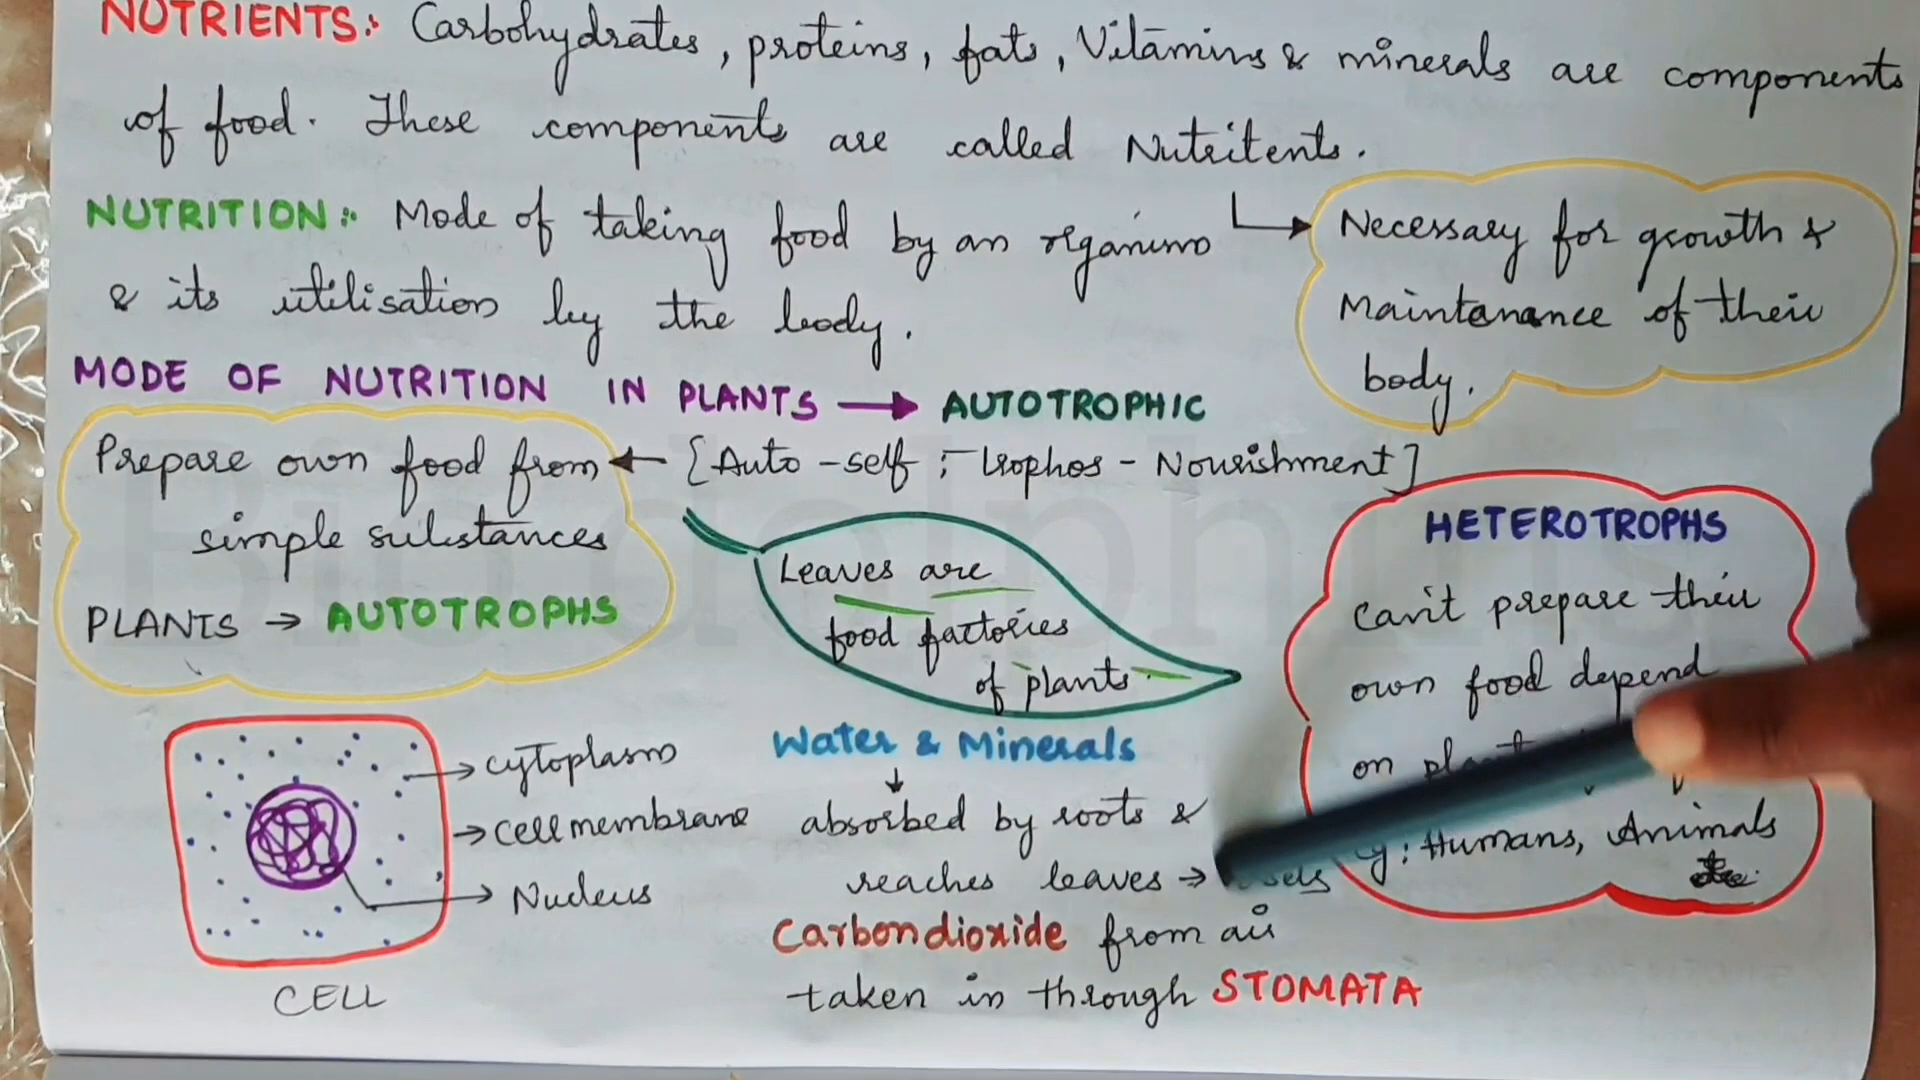 NUTRIENTS:- Carbohydrates, proteins, fats, Vitamins & minerals are components
of food. These components are called Nutritents.
Necessary for growth &
Maintenance of their
body.
NUTRITION:- Mode of taking food by an
& its utilisation by the body.
MODE OF NUTRITION IN PLANTS → AUTOTROPHIC
[Auto - self ; trophos - Nourishment]
Prepare own food from
simple substances
PLANTS → AUTOTROPHS
Leaves are
food factories
of plants.
HETEROTROPHS
Can't prepare their
own food depend
on
Humans, Animals
Cytoplasm
Cell membrane
Nucleus
CELL
Water & Minerals
↓
absorbed by roots &
reaches leaves →
Carbondioxide from air
taken in through STOMATA
Biodolphins